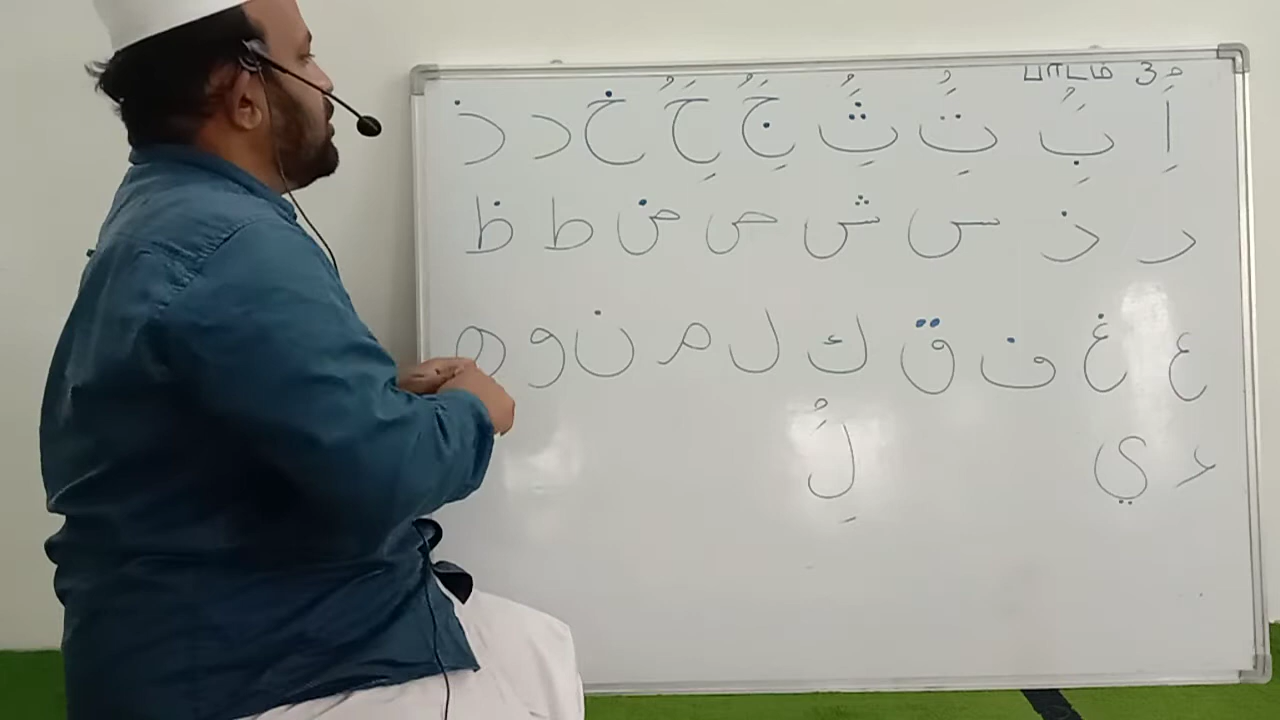 பாடம் 3
اَِ بَُِ تَُِ ثَُِ جَُِ حَُِ خ د ذ
ر ز س ش ص ض ط ظ
ع غ ف ق ك ل م ن و ه
ء ي لَُِ